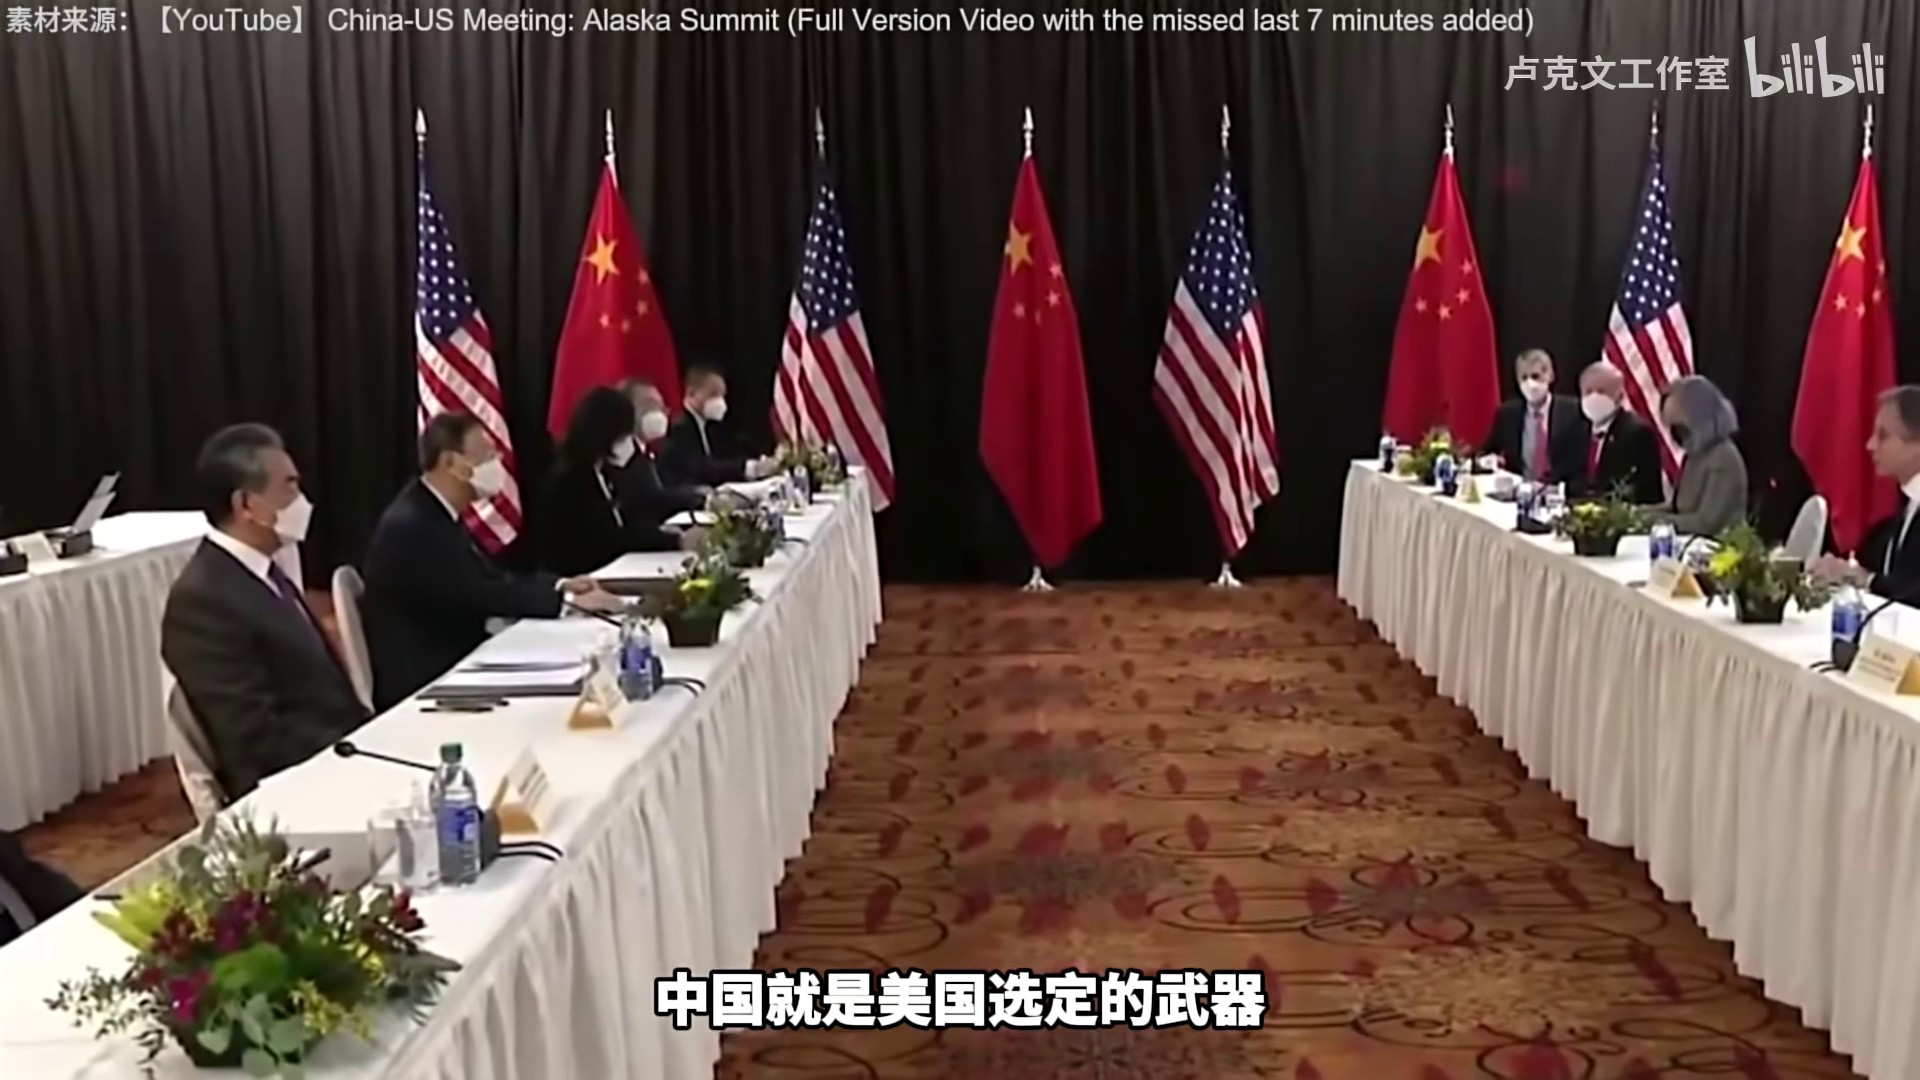 素材来源：【YouTube】 China-US Meeting: Alaska Summit (Full Version Video with the missed last 7 minutes added)
卢克文工作室 bilibili
中国就是美国选定的武器